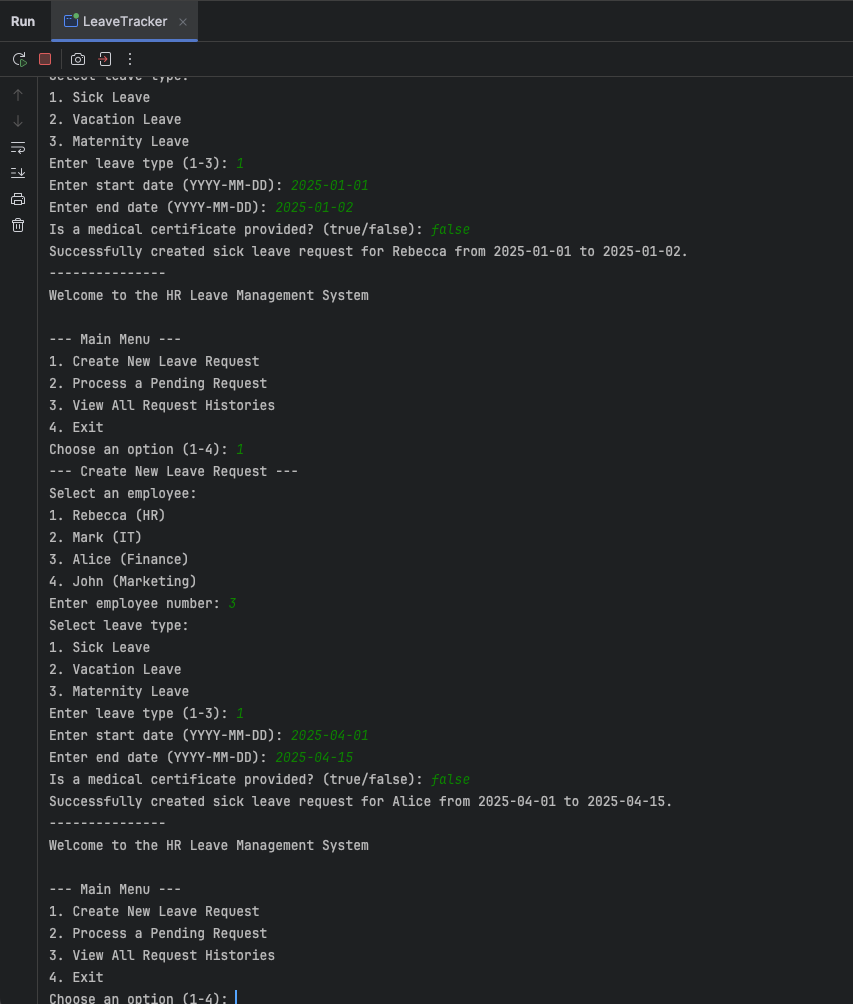 Run LeaveTracker
Select leave type:
1. Sick Leave
2. Vacation Leave
3. Maternity Leave
Enter leave type (1-3): 1
Enter start date (YYYY-MM-DD): 2025-01-01
Enter end date (YYYY-MM-DD): 2025-01-02
Is a medical certificate provided? (true/false): false
Successfully created sick leave request for Rebecca from 2025-01-01 to 2025-01-02.
---------------
Welcome to the HR Leave Management System

--- Main Menu ---
1. Create New Leave Request
2. Process a Pending Request
3. View All Request Histories
4. Exit
Choose an option (1-4): 1
--- Create New Leave Request ---
Select an employee:
1. Rebecca (HR)
2. Mark (IT)
3. Alice (Finance)
4. John (Marketing)
Enter employee number: 3
Select leave type:
1. Sick Leave
2. Vacation Leave
3. Maternity Leave
Enter leave type (1-3): 1
Enter start date (YYYY-MM-DD): 2025-04-01
Enter end date (YYYY-MM-DD): 2025-04-15
Is a medical certificate provided? (true/false): false
Successfully created sick leave request for Alice from 2025-04-01 to 2025-04-15.
---------------
Welcome to the HR Leave Management System

--- Main Menu ---
1. Create New Leave Request
2. Process a Pending Request
3. View All Request Histories
4. Exit
Choose an option (1-4):